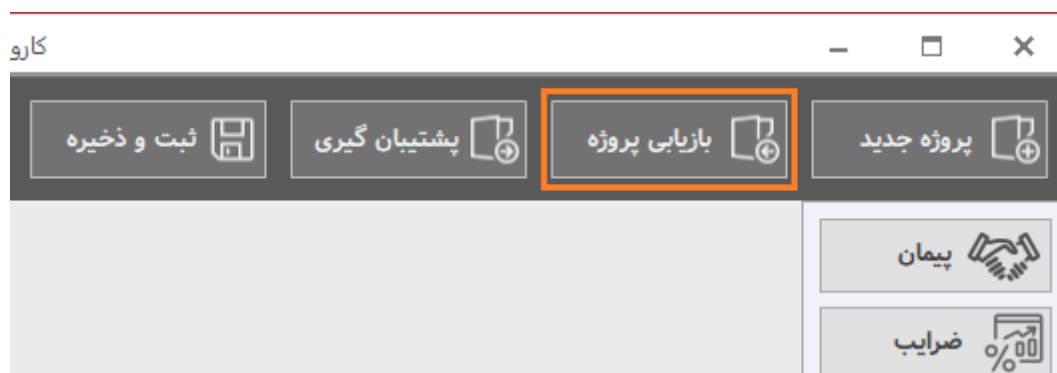 کارو
پروژه جدید
بازیابی پروژه
پشتیبان گیری
ثبت و ذخیره
پیمان
ضرایب